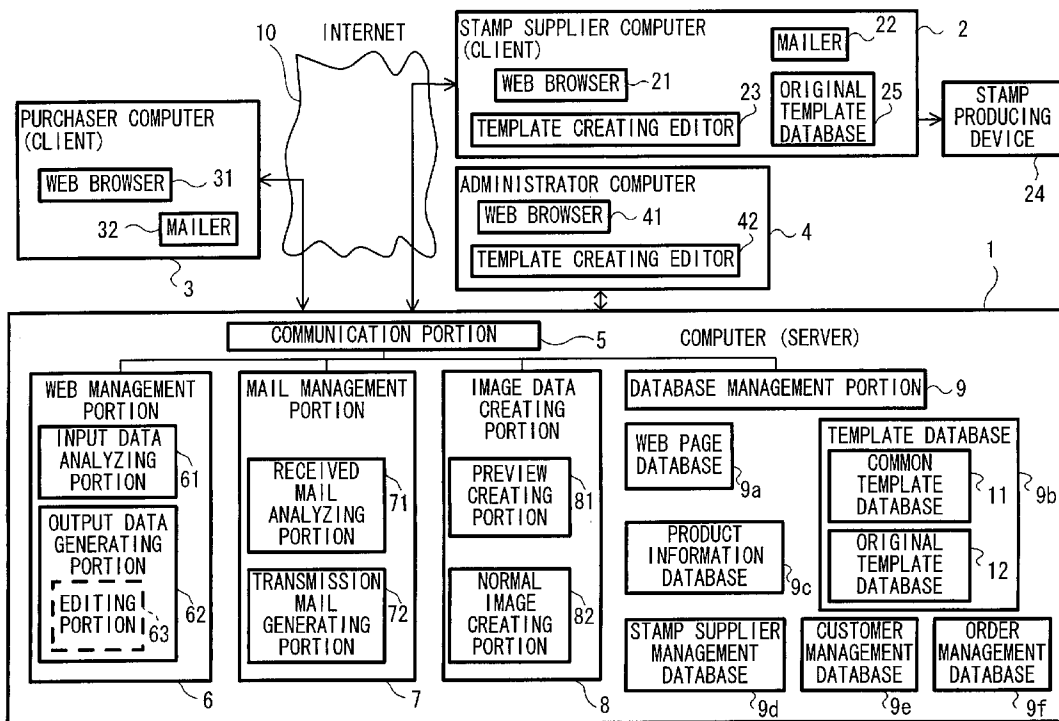 10
INTERNET
STAMP SUPPLIER COMPUTER
(CLIENT)
22
2
MAILER
WEB BROWSER
21
23
ORIGINAL
TEMPLATE
DATABASE
25
TEMPLATE CREATING EDITOR
STAMP
PRODUCING
DEVICE
24
PURCHASER COMPUTER
(CLIENT)
WEB BROWSER
31
32
MAILER
3
ADMINISTRATOR COMPUTER
WEB BROWSER
41
42
4
TEMPLATE CREATING EDITOR
1
COMMUNICATION PORTION
5
COMPUTER (SERVER)
WEB MANAGEMENT
PORTION
INPUT DATA
ANALYZING
PORTION
61
OUTPUT DATA
GENERATING
PORTION
62
EDITING
PORTION
63
6
MAIL MANAGEMENT
PORTION
RECEIVED
MAIL
ANALYZING
PORTION
71
TRANSMISSION
MAIL
GENERATING
PORTION
72
7
IMAGE DATA
CREATING
PORTION
PREVIEW
CREATING
PORTION
81
NORMAL
IMAGE
CREATING
PORTION
82
8
DATABASE MANAGEMENT PORTION
9
WEB PAGE
DATABASE
9a
TEMPLATE DATABASE
COMMON
TEMPLATE
DATABASE
11
9b
ORIGINAL
TEMPLATE
DATABASE
12
PRODUCT
INFORMATION
DATABASE
9c
STAMP SUPPLIER
MANAGEMENT
DATABASE
9d
CUSTOMER
MANAGEMENT
DATABASE
9e
ORDER
MANAGEMENT
DATABASE
9f